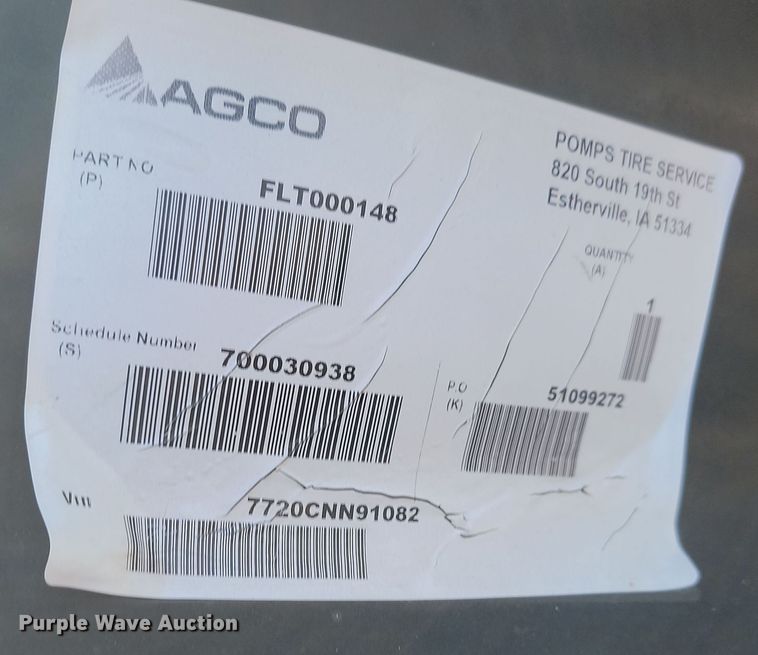 AGCO
POMPS TIRE SERVICE
820 South 19th St
Estherville, IA 51334
PART NO
(P)
FLT000148
QUANTITY
(A)
1
Schedule Number
(S)
700030938
P.O
(K)
51099272
Vin
7720CNN91082
Purple Wave Auction